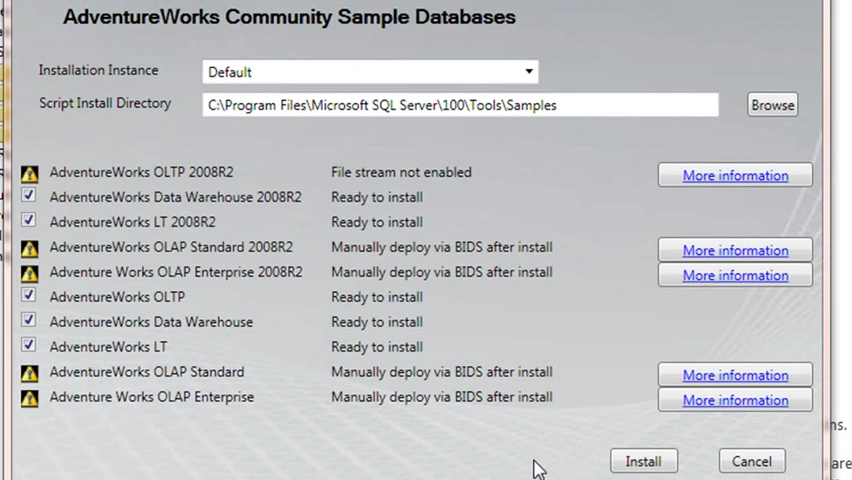 AdventureWorks Community Sample Databases
Installation Instance Default
Script Install Directory C:\Program Files\Microsoft SQL Server\100\Tools\Samples Browse
AdventureWorks OLTP 2008R2 File stream not enabled More information
AdventureWorks Data Warehouse 2008R2 Ready to install
AdventureWorks LT 2008R2 Ready to install
AdventureWorks OLAP Standard 2008R2 Manually deploy via BIDS after install More information
Adventure Works OLAP Enterprise 2008R2 Manually deploy via BIDS after install More information
AdventureWorks OLTP Ready to install
AdventureWorks Data Warehouse Ready to install
AdventureWorks LT Ready to install
AdventureWorks OLAP Standard Manually deploy via BIDS after install More information
Adventure Works OLAP Enterprise Manually deploy via BIDS after install More information
Install Cancel